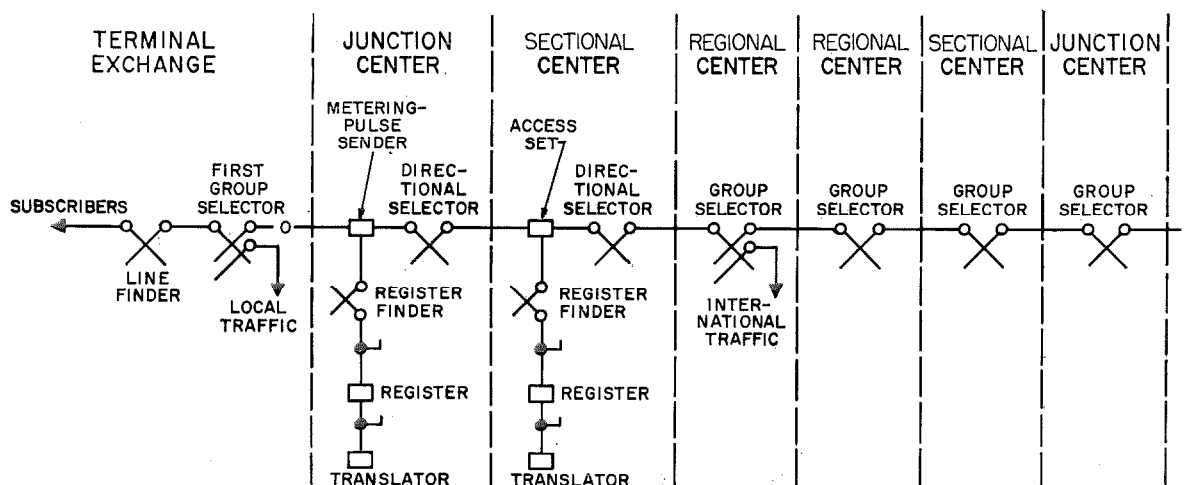 TERMINAL
EXCHANGE
JUNCTION
CENTER
SECTIONAL
CENTER
REGIONAL
CENTER
REGIONAL
CENTER
SECTIONAL
CENTER
JUNCTION
CENTER
METERING-
PULSE
SENDER
ACCESS
SET
SUBSCRIBERS
FIRST
GROUP
SELECTOR
O
DIREC-
TIONAL
SELECTOR
DIREC-
TIONAL
SELECTOR
GROUP
SELECTOR
GROUP
SELECTOR
GROUP
SELECTOR
GROUP
SELECTOR
LINE
FINDER
LOCAL
TRAFFIC
REGISTER
FINDER
REGISTER
FINDER
INTER-
NATIONAL
TRAFFIC
REGISTER
REGISTER
TRANSLATOR
TRANSLATOR